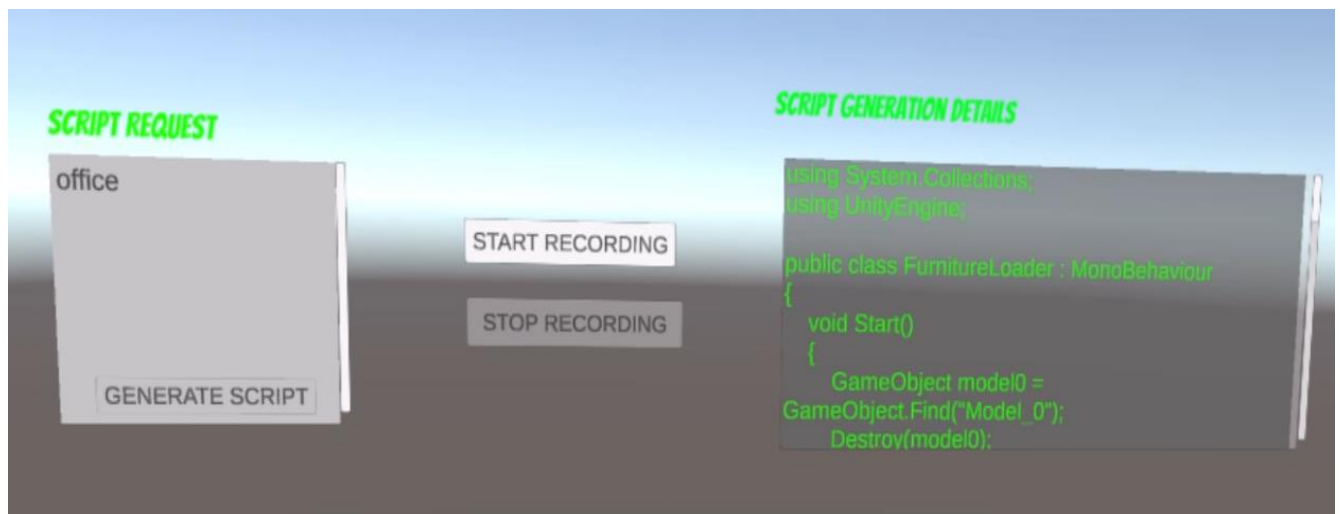 SCRIPT REQUEST
office
GENERATE SCRIPT
START RECORDING
STOP RECORDING
SCRIPT GENERATION DETAILS
using System.Collections;
using UnityEngine;
public class FurnitureLoader : MonoBehaviour
{
void Start()
{
GameObject model0 =
GameObject.Find("Model_0");
Destroy(model0);